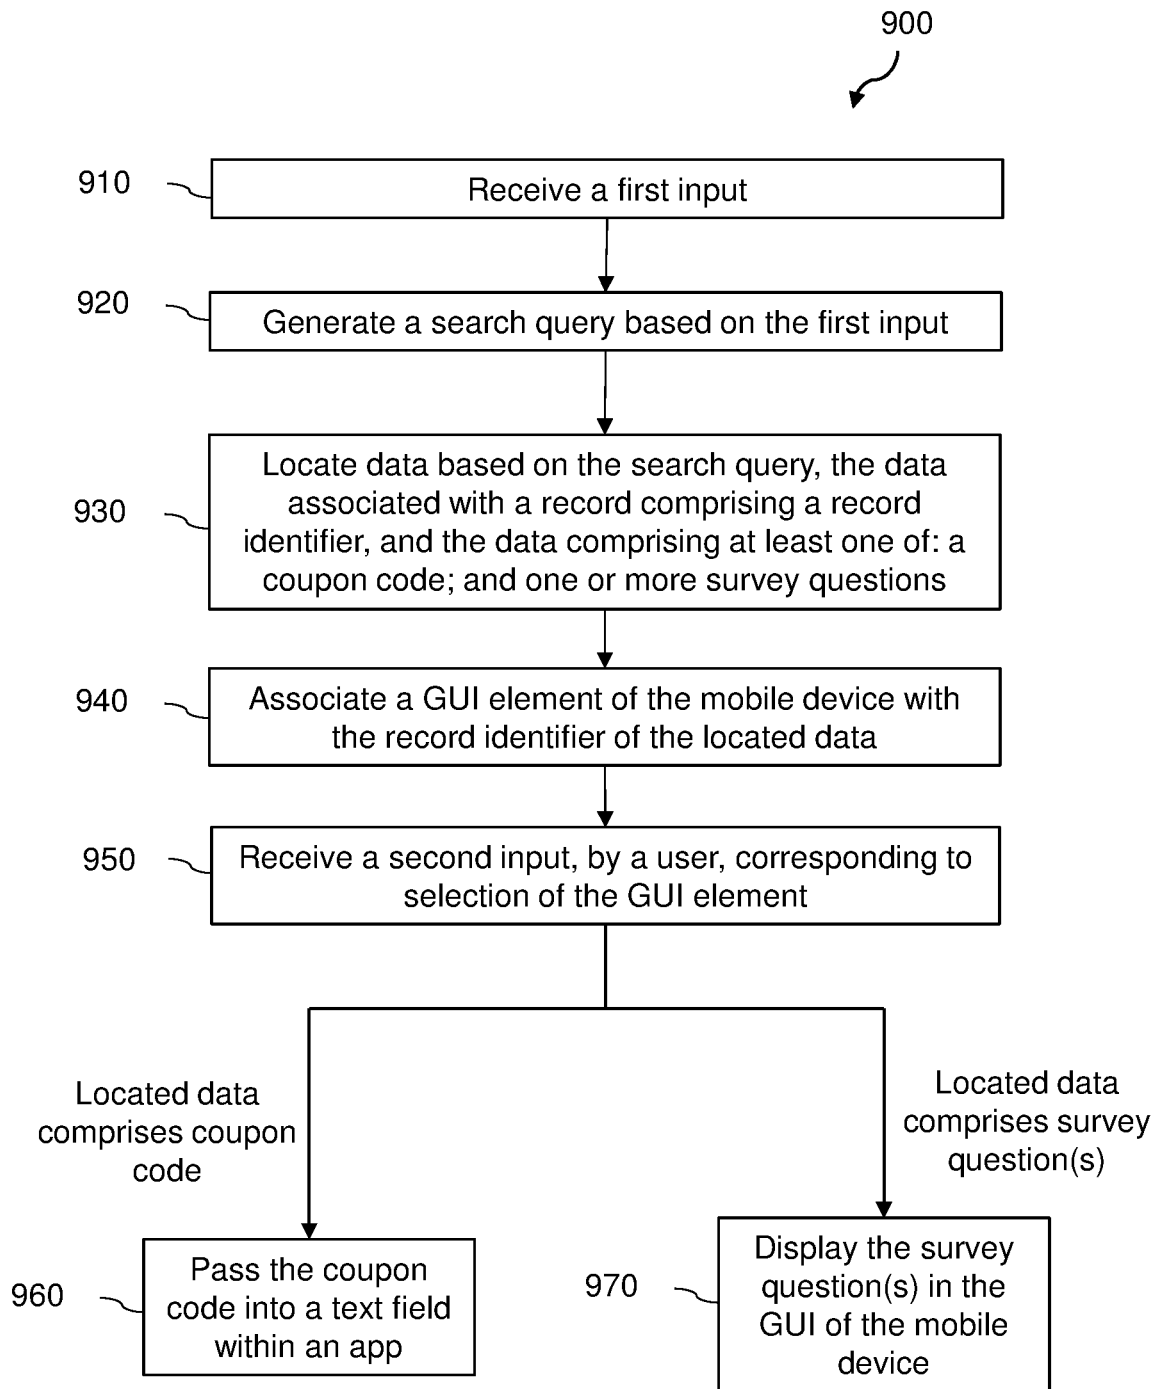 900
910
Receive a first input
920
Generate a search query based on the first input
930
Locate data based on the search query, the data
associated with a record comprising a record
identifier, and the data comprising at least one of: a
coupon code; and one or more survey questions
940
Associate a GUI element of the mobile device with
the record identifier of the located data
950
Receive a second input, by a user, corresponding to
selection of the GUI element
Located data
comprises coupon
code
Located data
comprises survey
question(s)
960
Pass the coupon
code into a text field
within an app
970
Display the survey
question(s) in the
GUI of the mobile
device